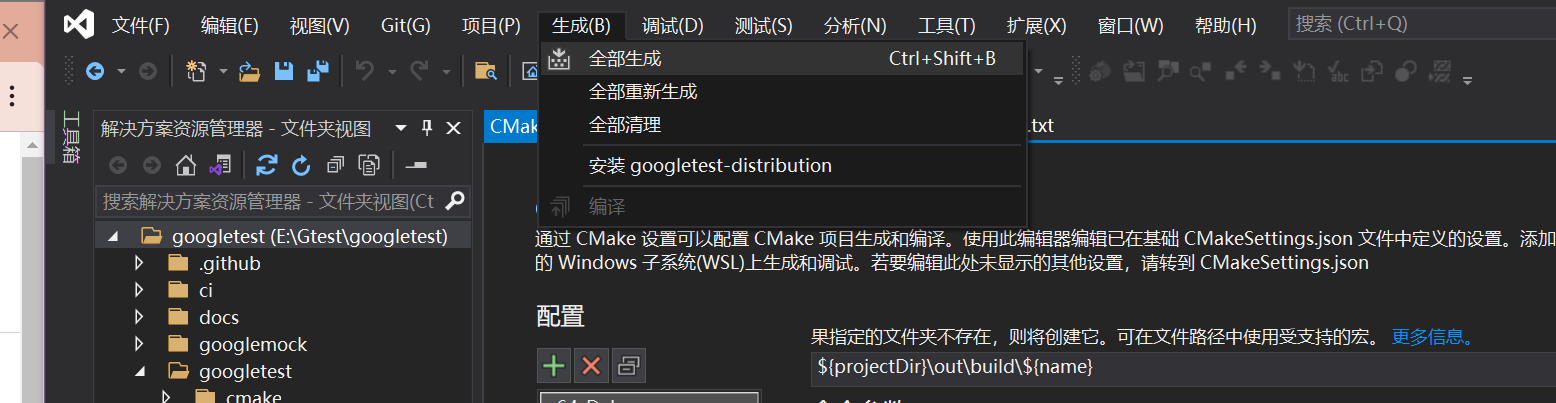 文件(F) 编辑(E) 视图(V) Git(G) 项目(P) 生成(B) 调试(D) 测试(S) 分析(N) 工具(T) 扩展(X) 窗口(W) 帮助(H) 搜索 (Ctrl+Q)
全部生成 Ctrl+Shift+B
全部重新生成
全部清理
安装 googletest-distribution
编译
工具箱
解决方案资源管理器 - 文件夹视图
搜索解决方案资源管理器 - 文件夹视图(Ct
googletest (E:\Gtest\googletest)
.github
ci
docs
googlemock
googletest
cmake
CMak
.txt
通过 CMake 设置可以配置 CMake 项目生成和编译。使用此编辑器编辑已在基础 CMakeSettings.json 文件中定义的设置。添加
的 Windows 子系统(WSL)上生成和调试。若要编辑此处未显示的其他设置，请转到 CMakeSettings.json
配置
果指定的文件夹不存在，则将创建它。可在文件路径中使用受支持的宏。 更多信息。
${projectDir}\out\build\${name}